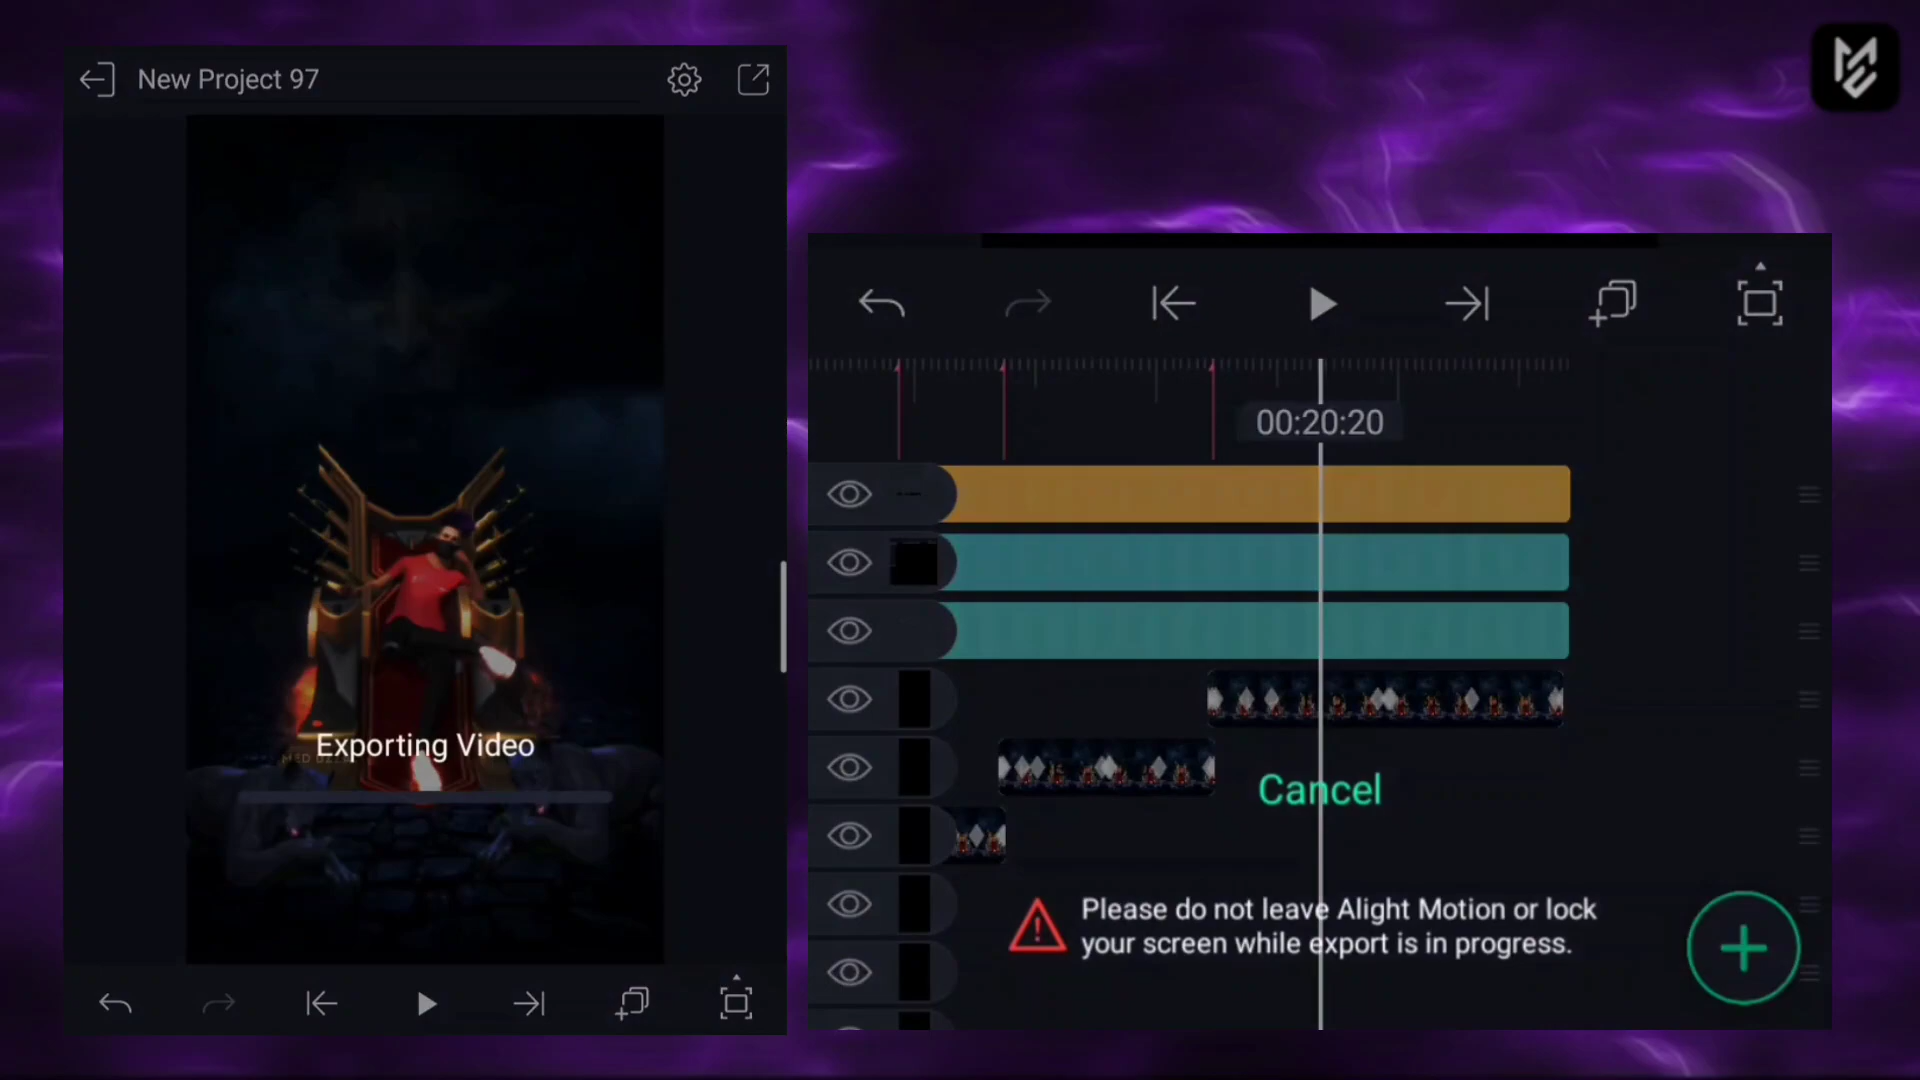 New Project 97
Exporting Video
00:20:20
Cancel
Please do not leave Alight Motion or lock
your screen while export is in progress.